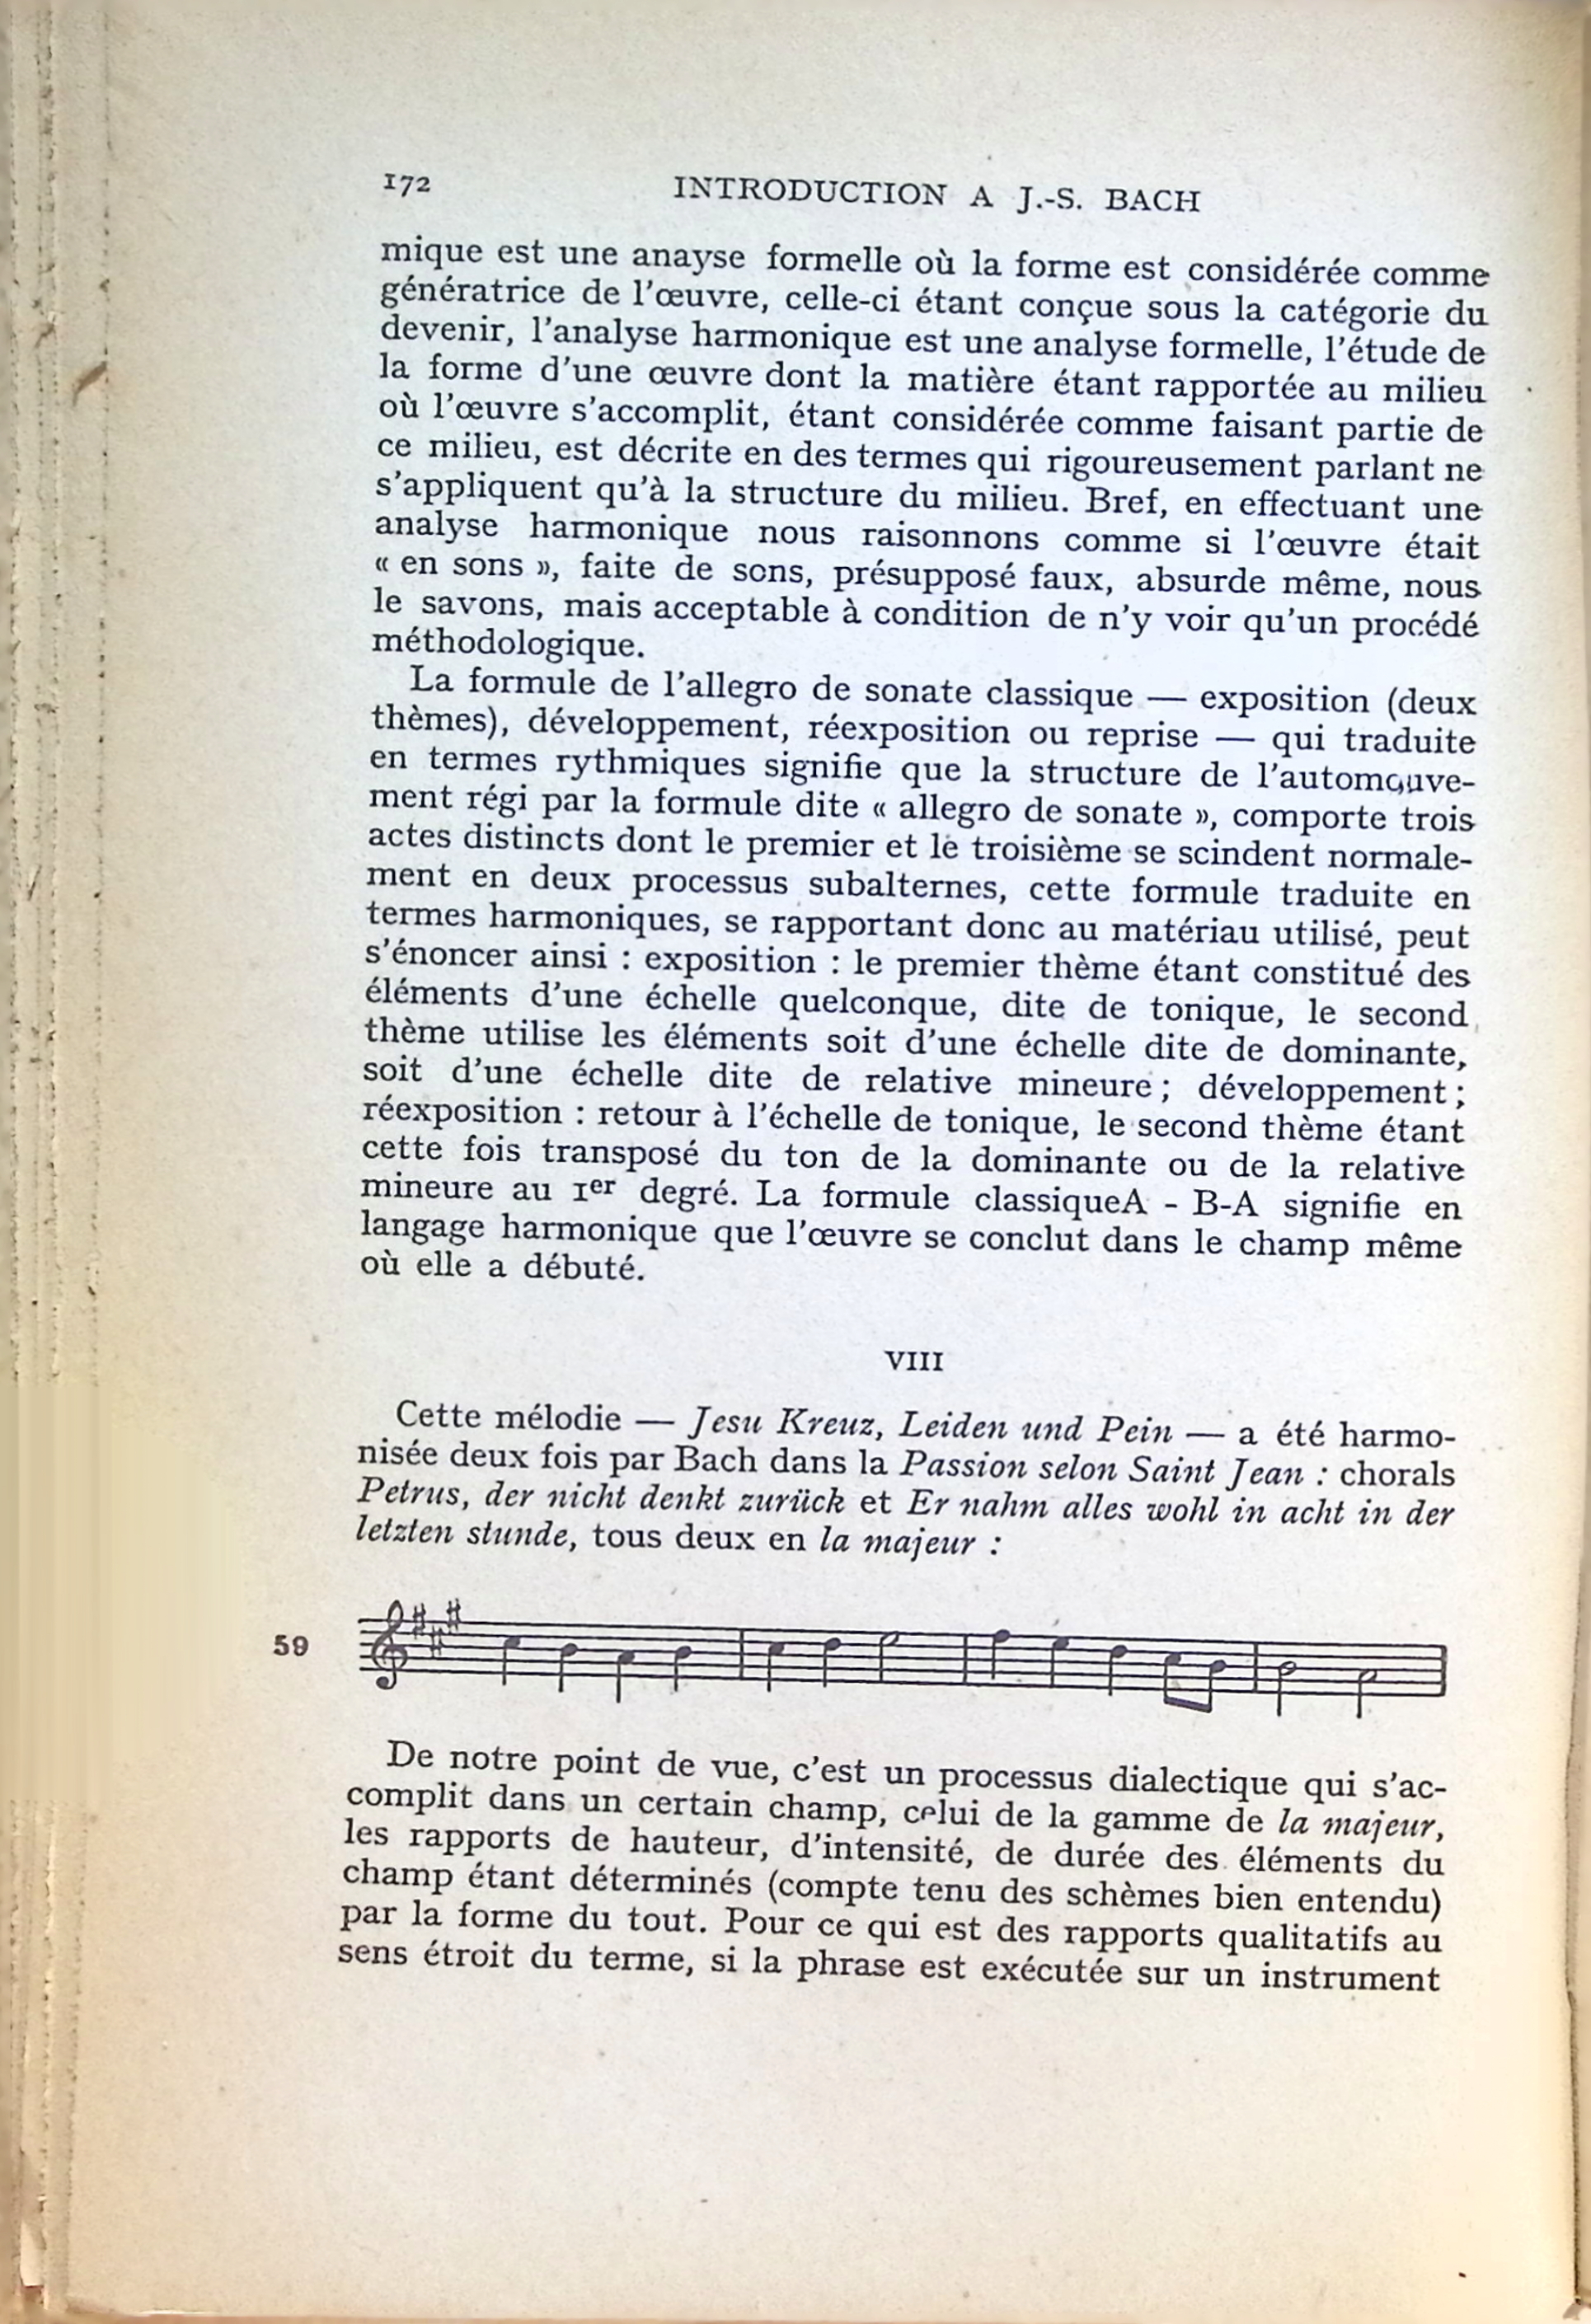 172 INTRODUCTION A J.-S. BACH
mique est une anayse formelle où la forme est considérée comme
génératrice de l'œuvre, celle-ci étant conçue sous la catégorie du
devenir, l'analyse harmonique est une analyse formelle, l'étude de
la forme d'une œuvre dont la matière étant rapportée au milieu
où l'œuvre s'accomplit, étant considérée comme faisant partie de
ce milieu, est décrite en des termes qui rigoureusement parlant ne
s'appliquent qu'à la structure du milieu. Bref, en effectuant une
analyse harmonique nous raisonnons comme si l'œuvre était
« en sons », faite de sons, présupposé faux, absurde même, nous
le savons, mais acceptable à condition de n'y voir qu'un procédé
méthodologique.
La formule de l'allegro de sonate classique — exposition (deux
thèmes), développement, réexposition ou reprise — qui traduite
en termes rythmiques signifie que la structure de l'automouve-
ment régi par la formule dite « allegro de sonate », comporte trois
actes distincts dont le premier et le troisième se scindent normale-
ment en deux processus subalternes, cette formule traduite en
termes harmoniques, se rapportant donc au matériau utilisé, peut
s'énoncer ainsi : exposition : le premier thème étant constitué des
éléments d'une échelle quelconque, dite de tonique, le second
thème utilise les éléments soit d'une échelle dite de dominante,
soit d'une échelle dite de relative mineure ; développement ;
réexposition : retour à l'échelle de tonique, le second thème étant
cette fois transposé du ton de la dominante ou de la relative
mineure au 1er degré. La formule classiqueA - B-A signifie en
langage harmonique que l'œuvre se conclut dans le champ même
où elle a débuté.
VIII
Cette mélodie — Jesu Kreuz, Leiden und Pein — a été harmo-
nisée deux fois par Bach dans la Passion selon Saint Jean : chorals
Petrus, der nicht denkt zurück et Er nahm alles wohl in acht in der
letzten stunde, tous deux en la majeur :
59
De notre point de vue, c'est un processus dialectique qui s'ac-
complit dans un certain champ, celui de la gamme de la majeur,
les rapports de hauteur, d'intensité, de durée des éléments du
champ étant déterminés (compte tenu des schèmes bien entendu)
par la forme du tout. Pour ce qui est des rapports qualitatifs au
sens étroit du terme, si la phrase est exécutée sur un instrument